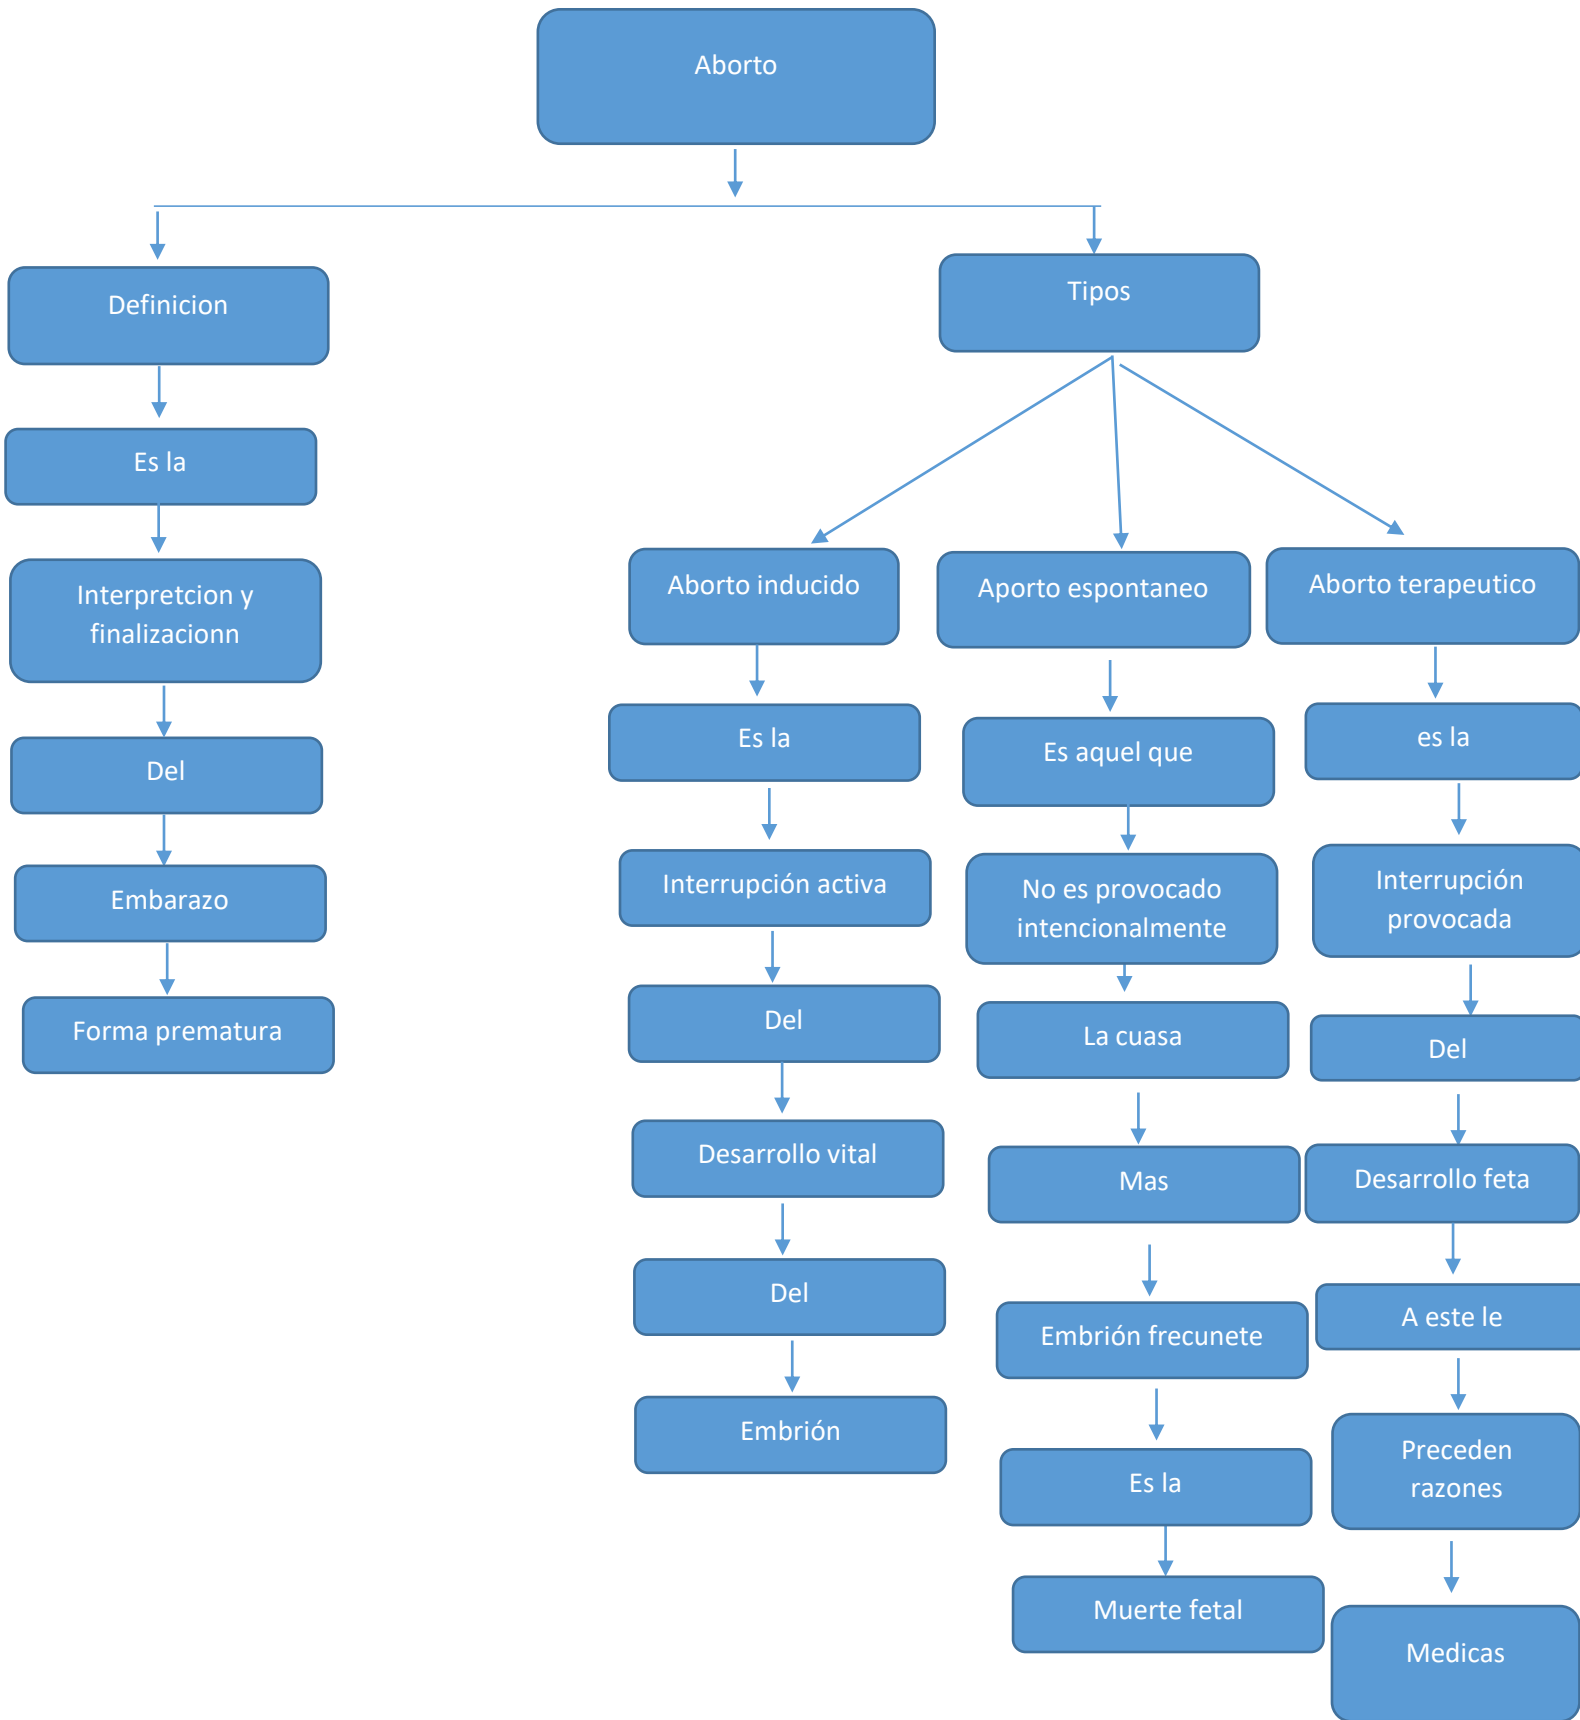 Aborto
Definicion
Es la
Interpretcion y
finalizacionn
Del
Embarazo
Forma prematura
Tipos
Aborto inducido
Es la
Interrupción activa
Del
Desarrollo vital
Del
Embrión
Aporto espontaneo
Es aquel que
No es provocado
intencionalmente
La cuasa
Mas
Embrión frecunete
Es la
Muerte fetal
Aborto terapeutico
es la
Interrupción
provocada
Del
Desarrollo feta
A este le
Preceden
razones
Medicas